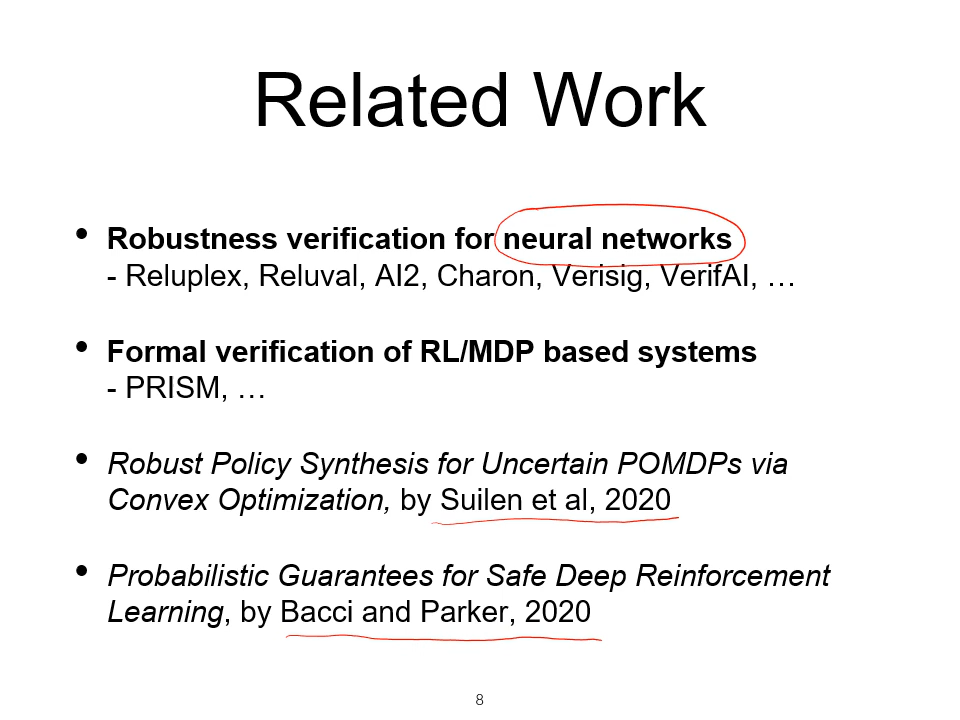 Related Work
• Robustness verification for neural networks
- Reluplex, Reluval, AI2, Charon, Verisig, VerifAI, …
• Formal verification of RL/MDP based systems
- PRISM, …
• Robust Policy Synthesis for Uncertain POMDPs via
Convex Optimization, by Suilen et al, 2020
• Probabilistic Guarantees for Safe Deep Reinforcement
Learning, by Bacci and Parker, 2020
8